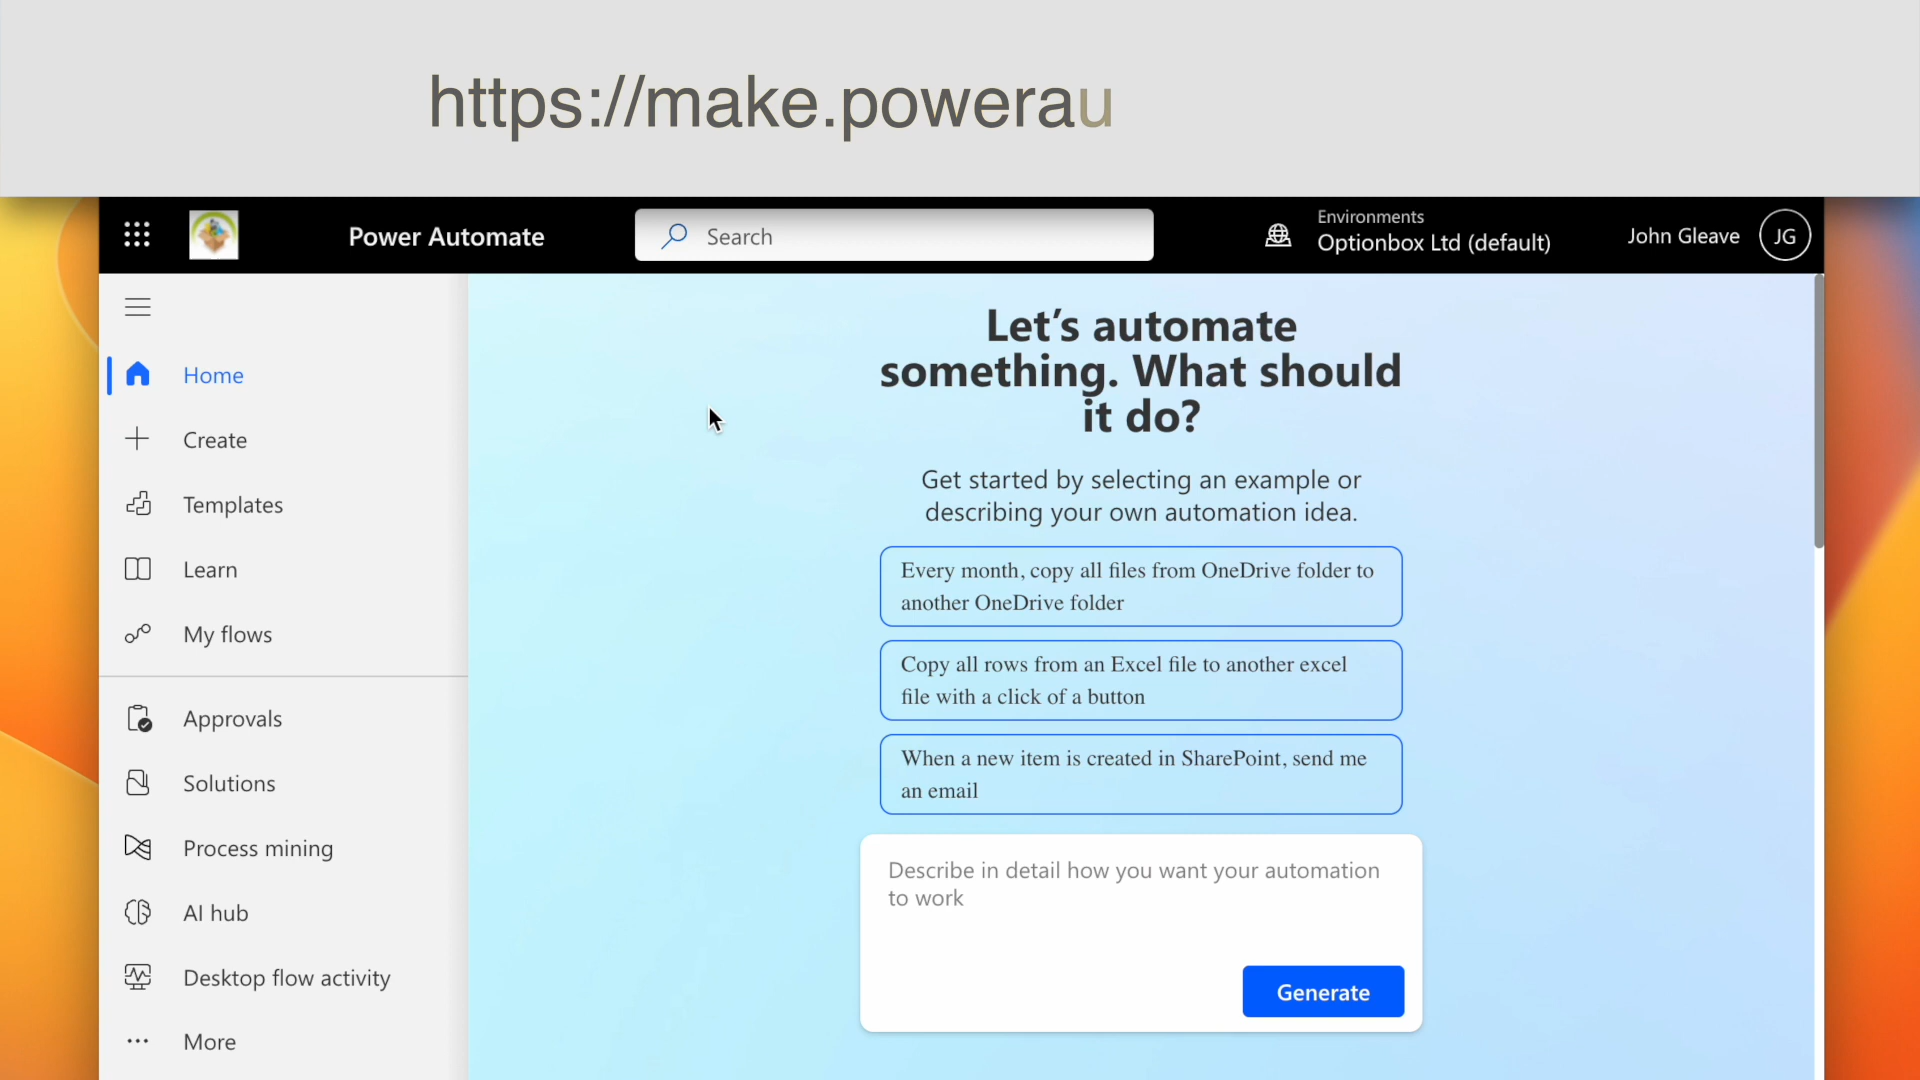 https://make.powerau
Power Automate
Search
Environments
Optionbox Ltd (default)
John Gleave
JG
Home
Create
Templates
Learn
My flows
Approvals
Solutions
Process mining
AI hub
Desktop flow activity
More
Let’s automate
something. What should
it do?
Get started by selecting an example or
describing your own automation idea.
Every month, copy all files from OneDrive folder to
another OneDrive folder
Copy all rows from an Excel file to another excel
file with a click of a button
When a new item is created in SharePoint, send me
an email
Describe in detail how you want your automation
to work
Generate